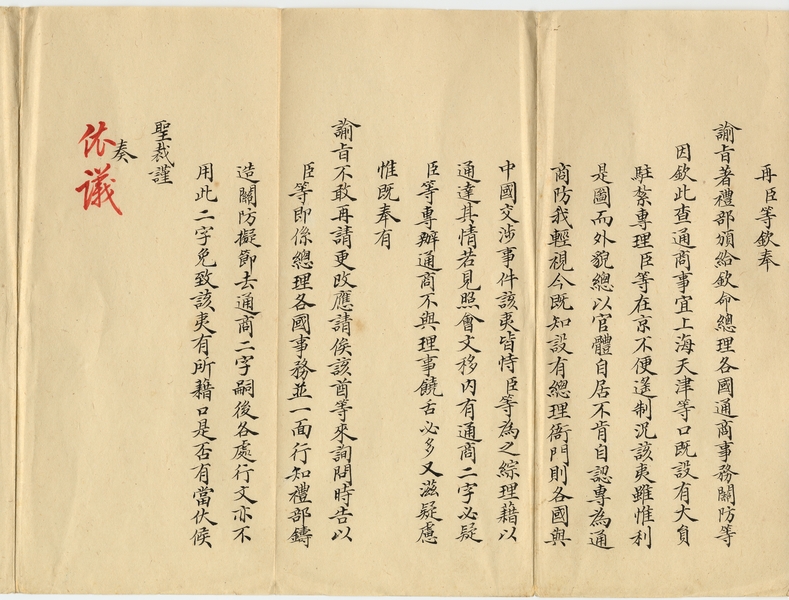 再臣等欽奉
諭旨著禮部頒給欽命總理各國通商事務關防等
因欽此查通商事宜上海天津等口既設有大員
駐紮專理臣等在京不便遙制況該夷雖惟利
是圖而外貌總以官體自居不肯自認專為通
商防我輕視今既知設有總理衙門則各國與
中國交涉事件該夷皆恃臣等為之綜理藉以
通達其情若見照會文移內有通商二字必疑
臣等專辦通商不與理事饒舌必多又滋疑慮
惟既奉有
諭旨不敢再請更改應請俟該酋等來詢問時告以
臣等即係總理各國事務並一面行知禮部鑄
造關防擬節去通商二字嗣後各處行文亦不
用此二字免致該夷有所藉口是否有當伏候
聖裁謹
奏
依議